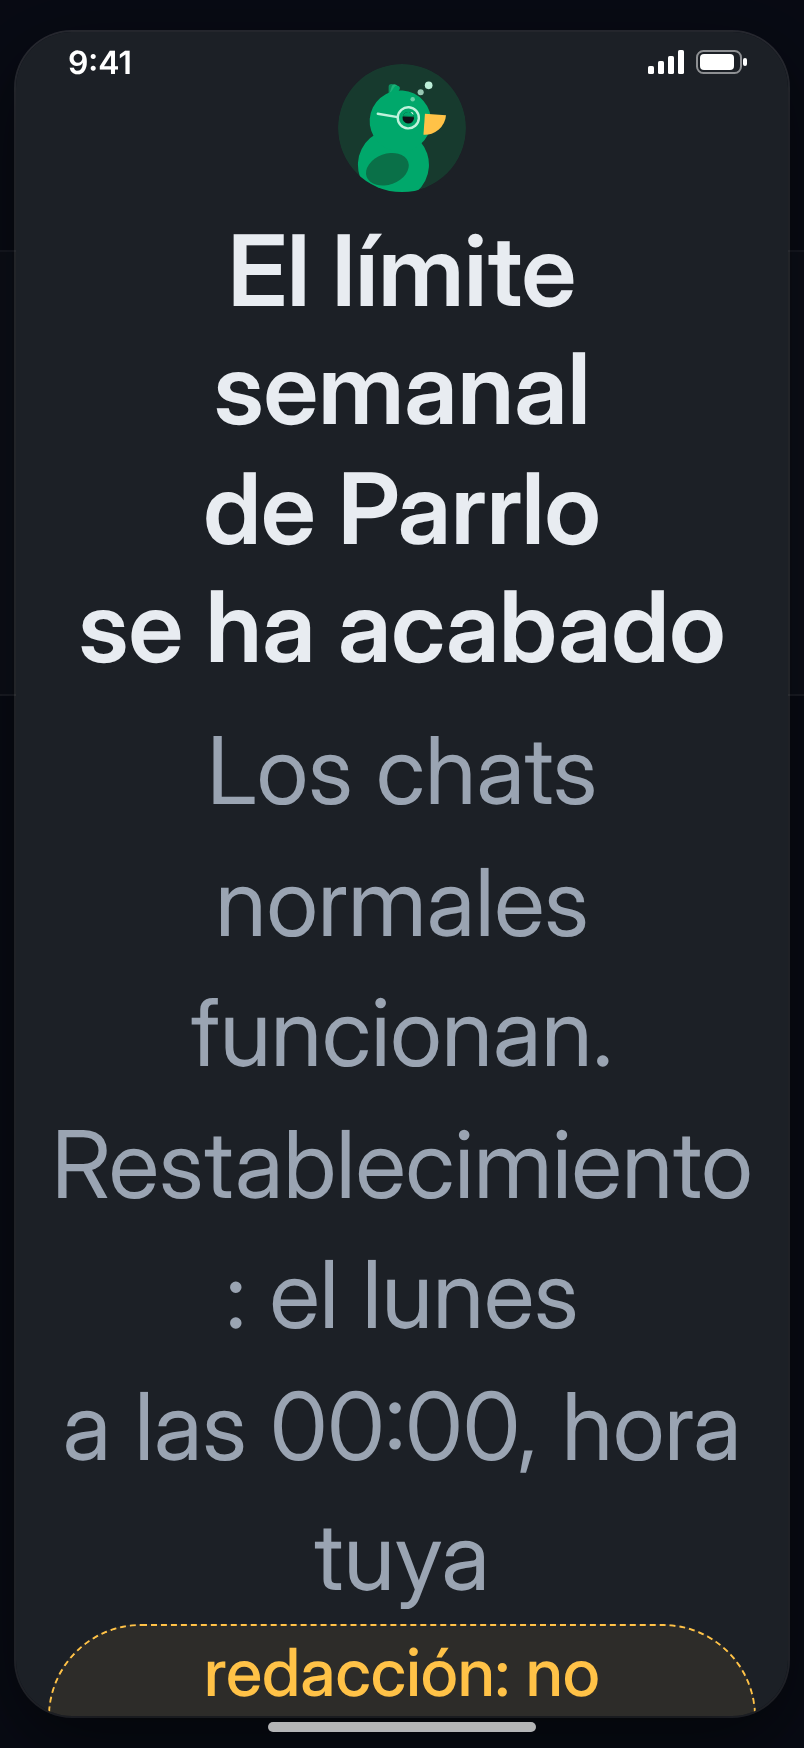 9:41
El límite
semanal
de Parrlo
se ha acabado
Los chats
normales
funcionan.
Restablecimiento
: el lunes
a las 00:00, hora
tuya
redacción: no